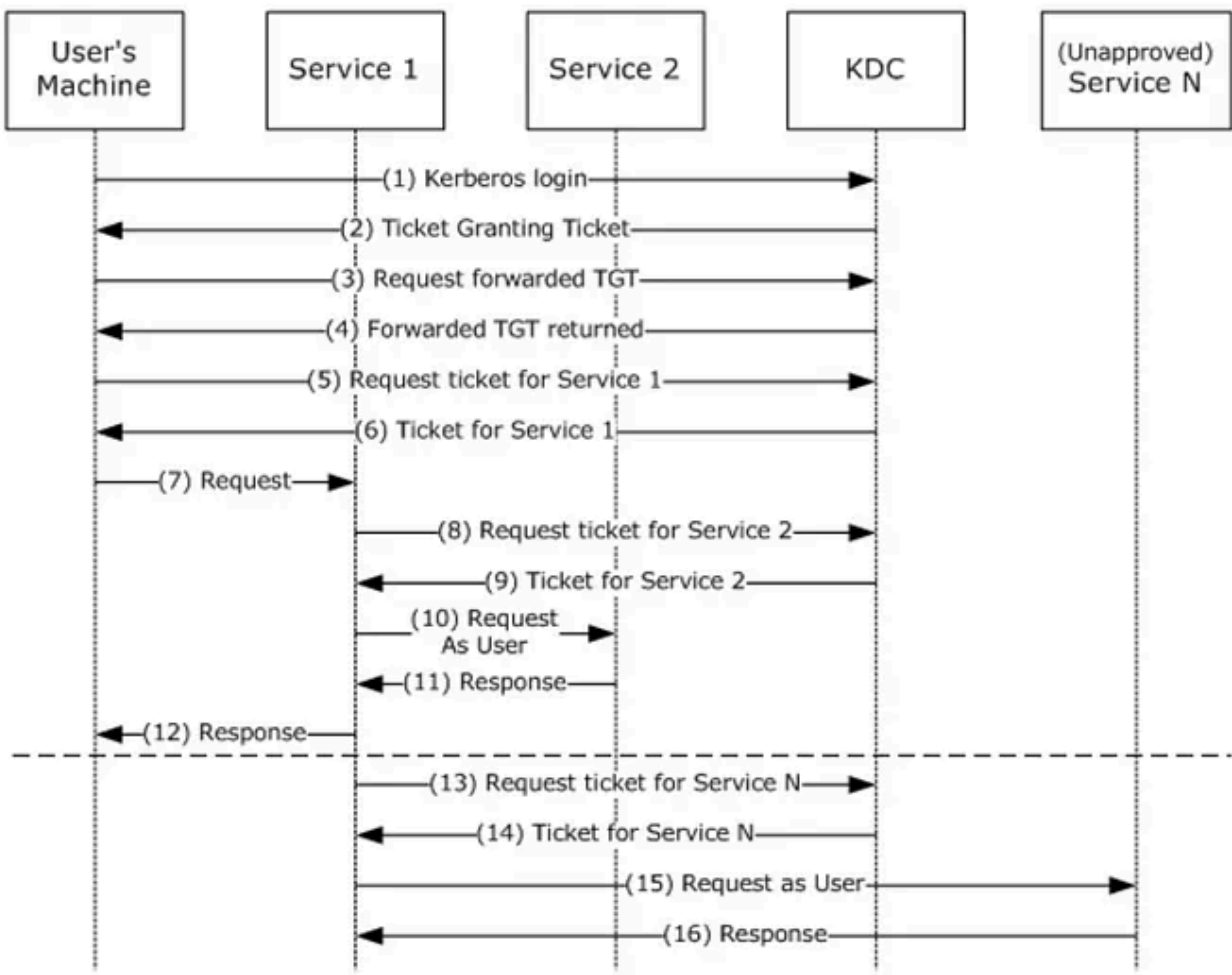 User's
Machine
Service 1
Service 2
KDC
(Unapproved)
Service N
(1) Kerberos login
(2) Ticket Granting Ticket
(3) Request forwarded TGT
(4) Forwarded TGT returned
(5) Request ticket for Service 1
(6) Ticket for Service 1
(7) Request
(8) Request ticket for Service 2
(9) Ticket for Service 2
(10) Request
As User
(11) Response
(12) Response
(13) Request ticket for Service N
(14) Ticket for Service N
(15) Request as User
(16) Response